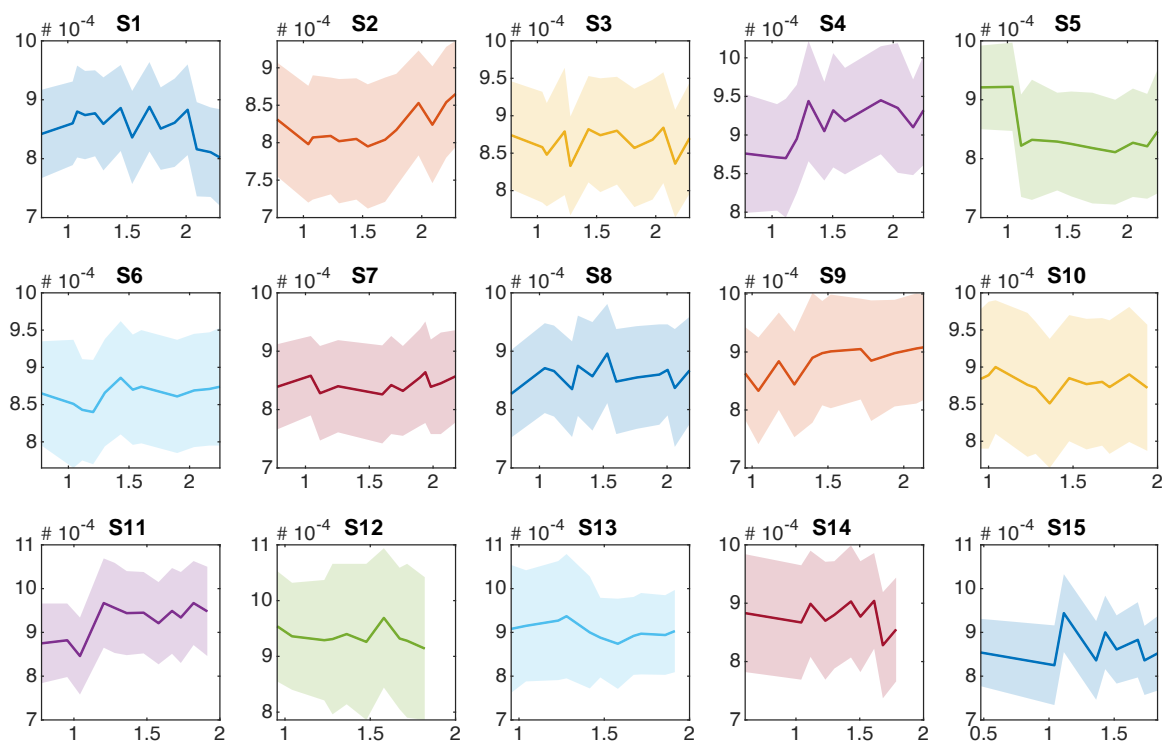 # 10-4 S1 # 10-4 S2 # 10-4 S3 # 10-4 S4 # 10-4 S5
10 9 10 10 10
9 8.5 9.5 9.5 9
8 8 9 9 8
7 7.5 8.5 8.5 7
7 8 8
1 1.5 2 1 1.5 2 1 1.5 2 1 1.5 2 1 1.5 2
# 10-4 S6 # 10-4 S7 # 10-4 S8 # 10-4 S9 # 10-4 S10
10 10 10 10 10
9.5 9 9 9 9.5
9 8 8 8 9
8.5 7 7 7 8.5
8 8
1 1.5 2 1 1.5 2 1 1.5 2 1 1.5 2 1 1.5 2
# 10-4 S11 # 10-4 S12 # 10-4 S13 # 10-4 S14 # 10-4 S15
11 11 11 10 11
10 10 10 9 10
9 9 9 8 9
8 8 8 7 8
7 7 7
1 1.5 2 1 1.5 2 1 1.5 2 1 1.5 2 0.5 1 1.5